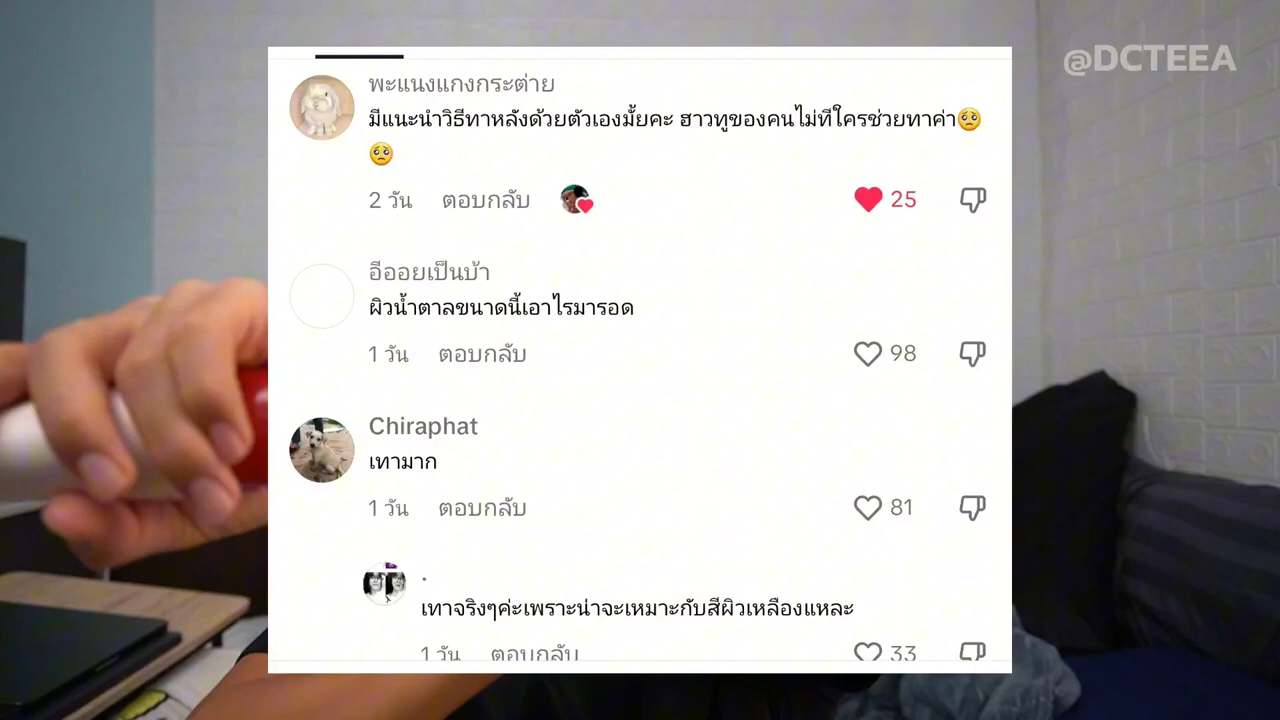 @DCTEEA
พะแนงแกงกระต่าย
มีแนะนำวิธีทาหลังด้วยตัวเองมั้ยคะ ฮาวทูของคนไม่ทีใครช่วยทาค่า🥺
🥺
2 วัน ตอบกลับ 25
อีออยเป็นบ้า
ผิวน้ำตาลขนาดนี้เอาไรมารอด
1 วัน ตอบกลับ 98
Chiraphat
เทามาก
1 วัน ตอบกลับ 81
.
เทาจริงๆค่ะเพราะน่าจะเหมาะกับสีผิวเหลืองแหละ
1 วัน ตอบกลับ 33